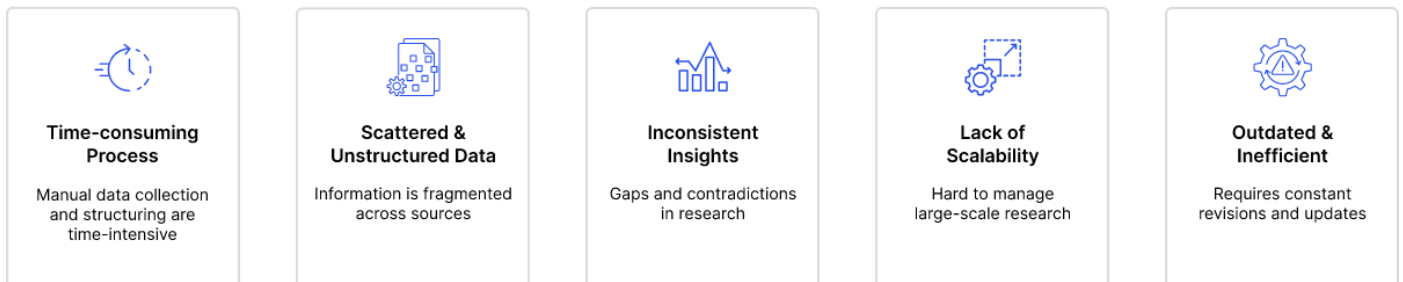 Time-consuming
Process
Manual data collection
and structuring are
time-intensive
Scattered &
Unstructured Data
Information is fragmented
across sources
Inconsistent
Insights
Gaps and contradictions
in research
Lack of
Scalability
Hard to manage
large-scale research
Outdated &
Inefficient
Requires constant
revisions and updates